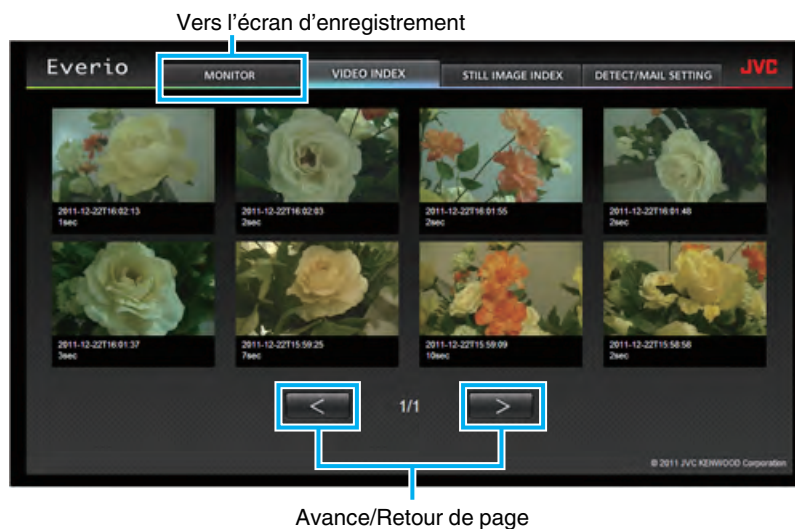 Vers l'écran d'enregistrement
Everio
MONITOR
VIDEO INDEX
STILL IMAGE INDEX
DETECT/MAIL SETTING
JVC
2011-12-22T16:02:13
1sec
2011-12-22T16:02:03
2sec
2011-12-22T16:01:55
2sec
2011-12-22T16:01:48
2sec
2011-12-22T16:01:37
3sec
2011-12-22T15:59:25
7sec
2011-12-22T15:59:09
10sec
2011-12-22T15:58:58
2sec
<
1/1
>
© 2011 JVC KENWOOD Corporation
Avance/Retour de page